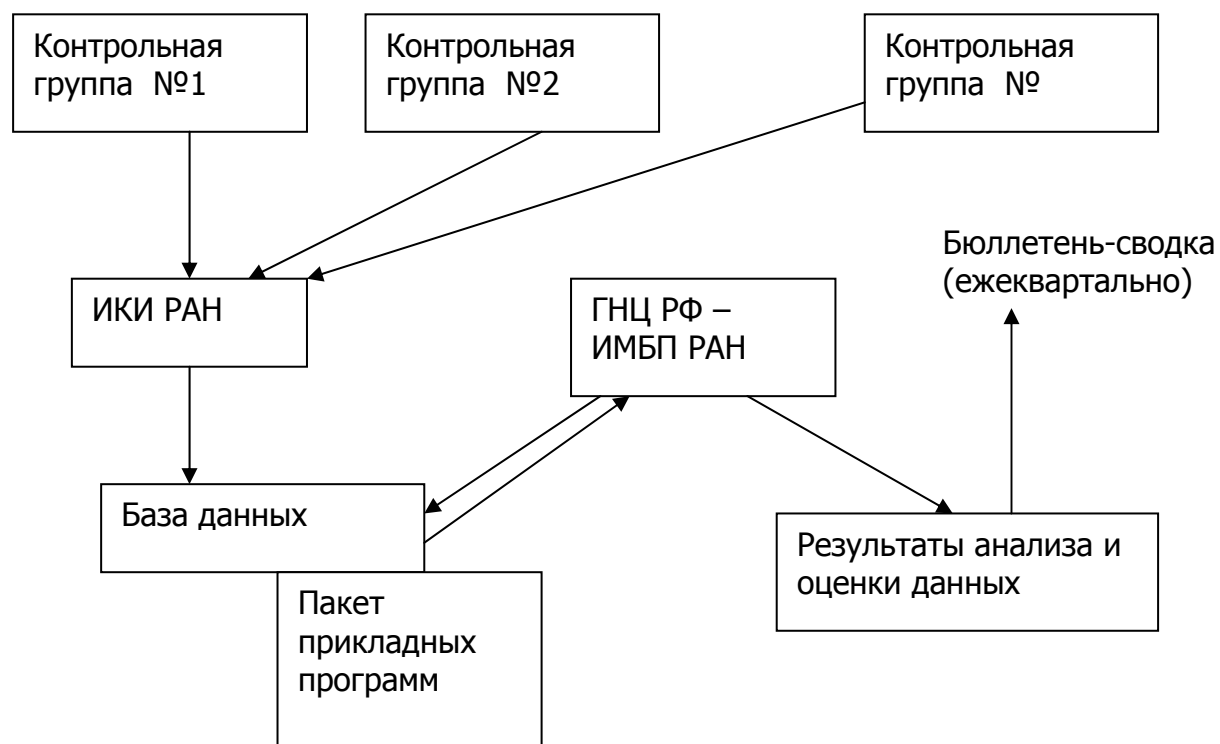 Контрольная
группа №1
Контрольная
группа №2
Контрольная
группа №
Бюллетень-сводка
(ежеквартально)
ИКИ РАН
ГНЦ РФ –
ИМБП РАН
База данных
Результаты анализа и
оценки данных
Пакет
прикладных
программ